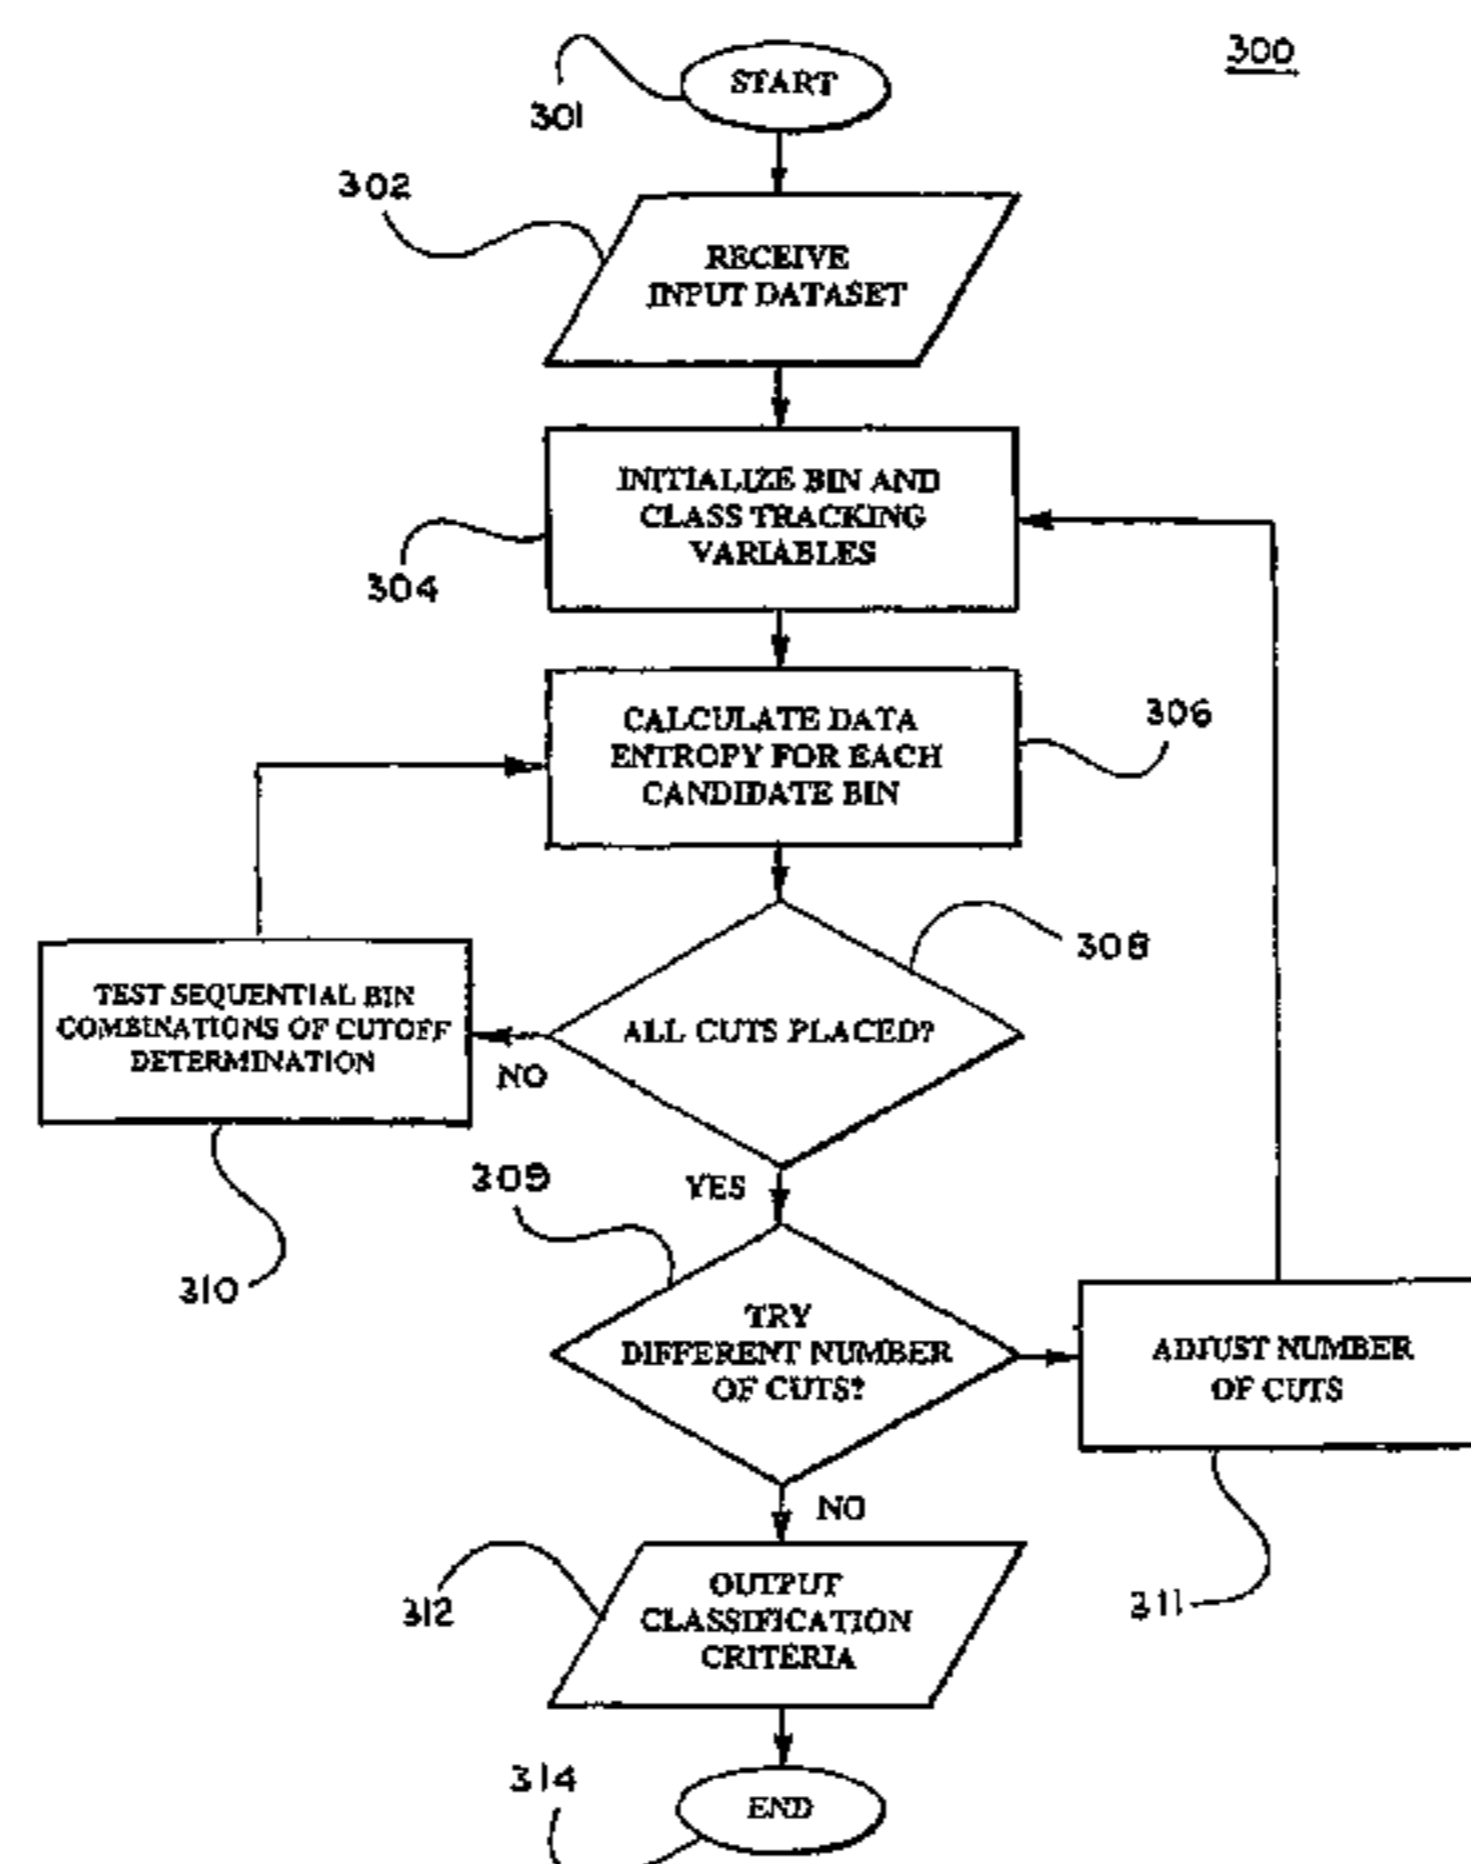 300
START
301
302
RECEIVE
INPUT DATASET
INITIALIZE BIN AND
CLASS TRACKING
VARIABLES
304
CALCULATE DATA
ENTROPY FOR EACH
CANDIDATE BIN
306
308
TEST SEQUENTIAL BIN
COMBINATIONS OF CUTOFF
DETERMINATION
ALL CUTS PLACED?
NO
309
YES
310
TRY
DIFFERENT NUMBER
OF CUTS?
ADJUST NUMBER
OF CUTS
NO
312
311
OUTPUT
CLASSIFICATION
CRITERIA
314
END